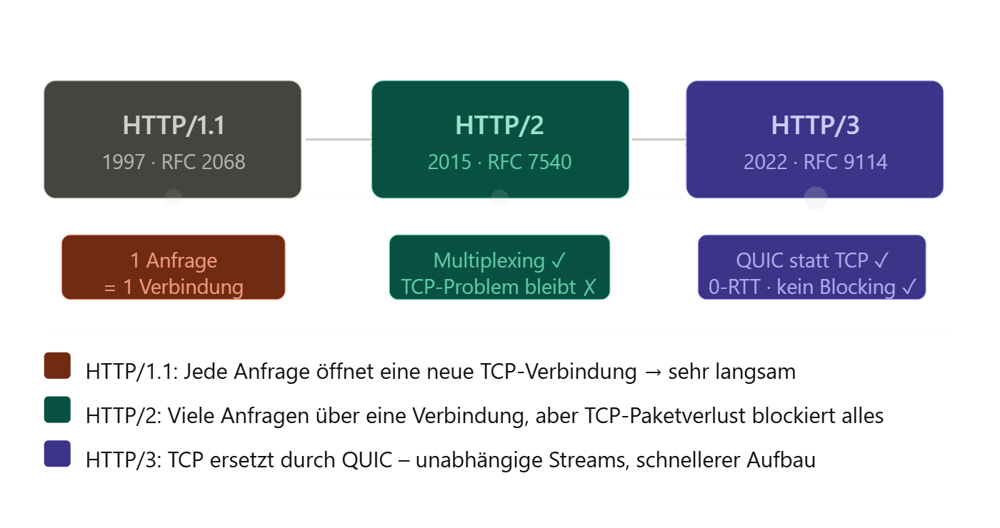 HTTP/1.1
1997 · RFC 2068
HTTP/2
2015 · RFC 7540
HTTP/3
2022 · RFC 9114
1 Anfrage
= 1 Verbindung
Multiplexing ✓
TCP-Problem bleibt ✗
QUIC statt TCP ✓
0-RTT · kein Blocking ✓
HTTP/1.1: Jede Anfrage öffnet eine neue TCP-Verbindung → sehr langsam
HTTP/2: Viele Anfragen über eine Verbindung, aber TCP-Paketverlust blockiert alles
HTTP/3: TCP ersetzt durch QUIC – unabhängige Streams, schnellerer Aufbau